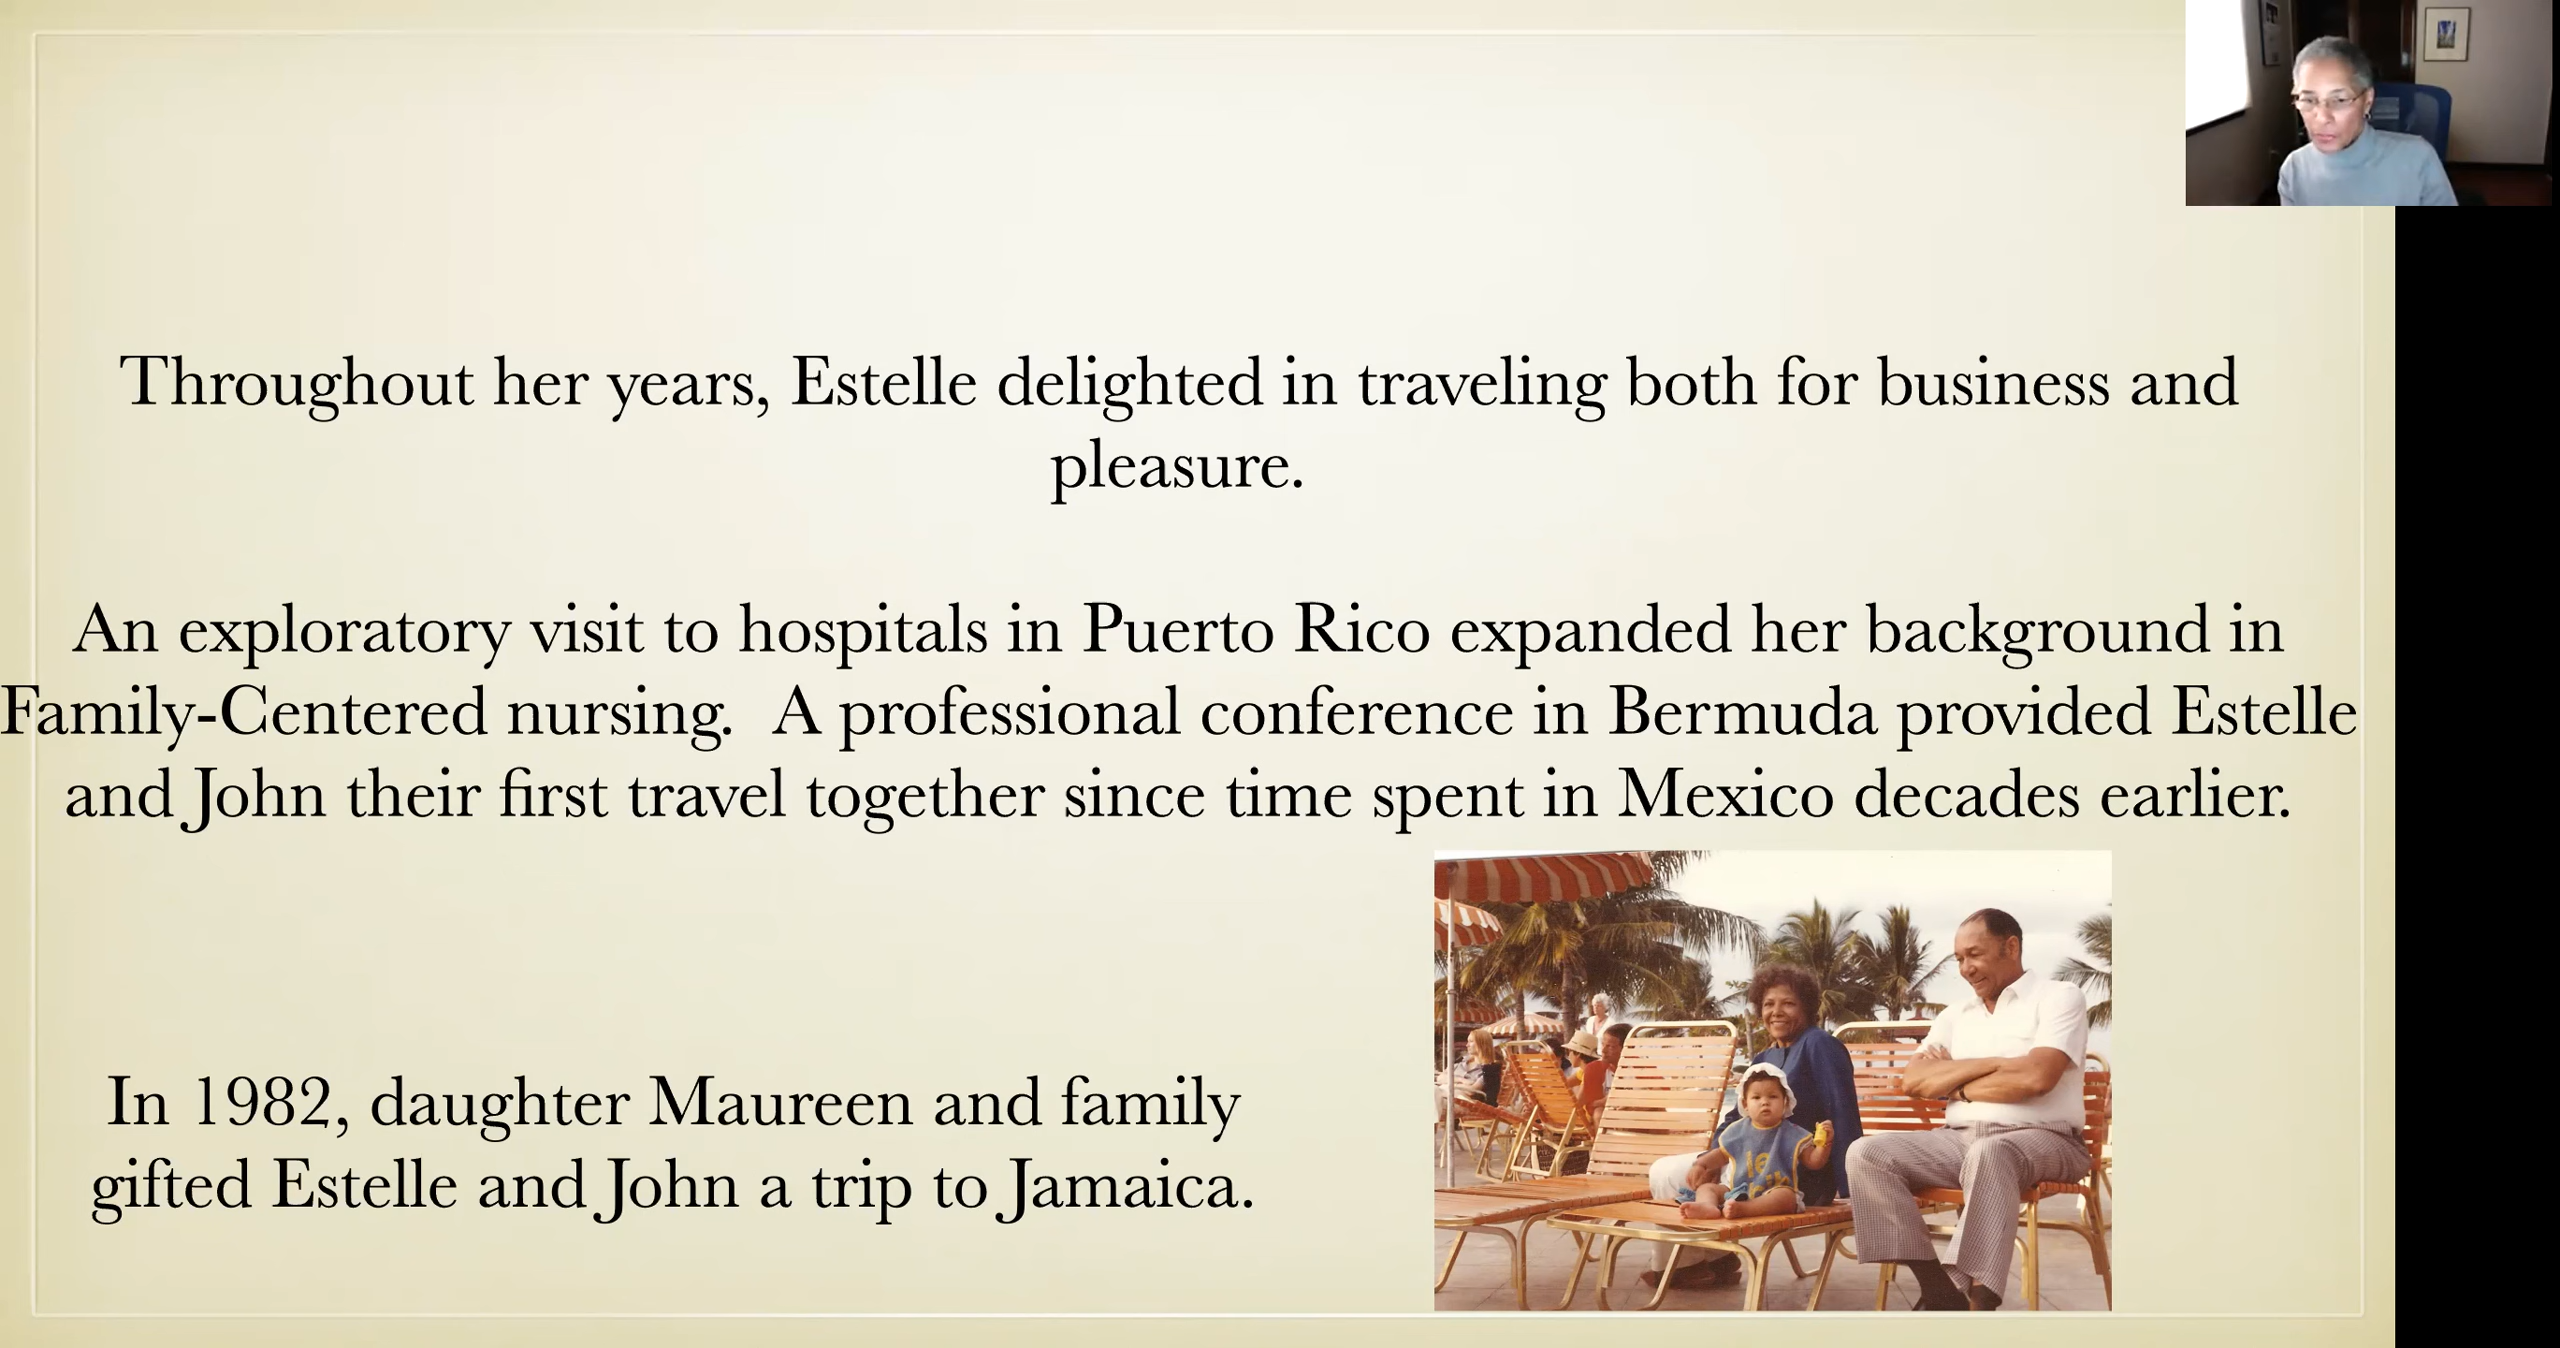 Throughout her years, Estelle delighted in traveling both for business and
pleasure.
An exploratory visit to hospitals in Puerto Rico expanded her background in
Family-Centered nursing.  A professional conference in Bermuda provided Estelle
and John their first travel together since time spent in Mexico decades earlier.
In 1982, daughter Maureen and family
gifted Estelle and John a trip to Jamaica.